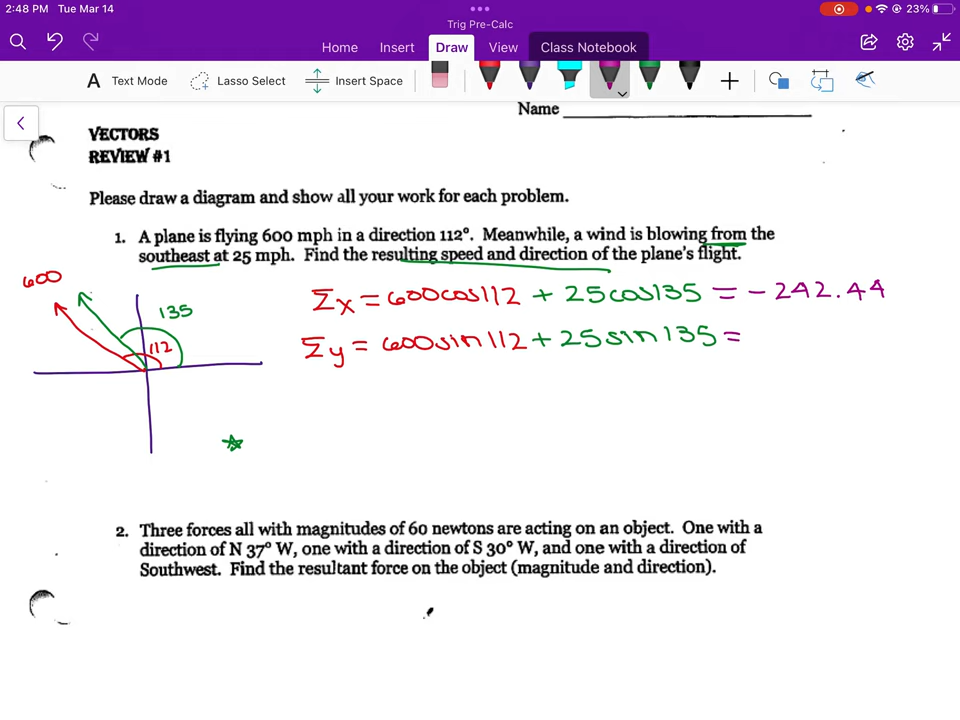 2:48 PM Tue Mar 14
23%
Trig Pre-Calc
Home Insert Draw View Class Notebook
A Text Mode Lasso Select Insert Space
Name
VECTORS
REVIEW #1
Please draw a diagram and show all your work for each problem.
1. A plane is flying 600 mph in a direction 112°. Meanwhile, a wind is blowing from the
southeast at 25 mph. Find the resulting speed and direction of the plane's flight.
600
135
112
Σx = 600cos112 + 25cos135 = -242.44
Σy = 600sin112 + 25sin135 =
2. Three forces all with magnitudes of 60 newtons are acting on an object. One with a
direction of N 37° W, one with a direction of S 30° W, and one with a direction of
Southwest. Find the resultant force on the object (magnitude and direction).